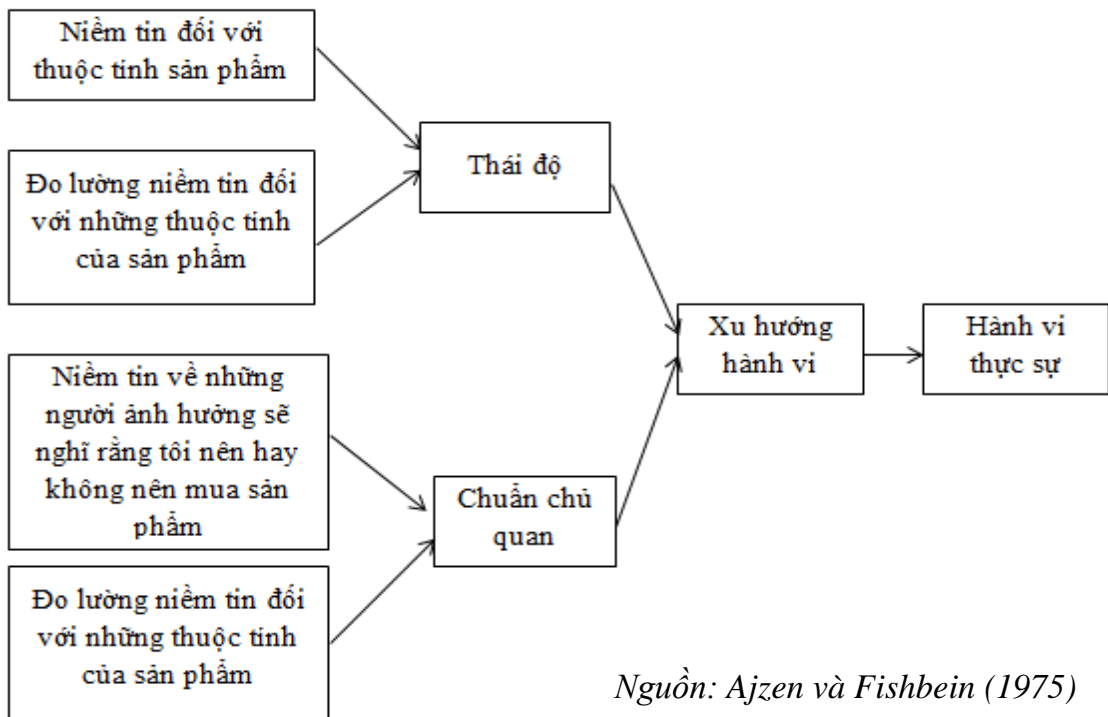 Niềm tin đối với
thuộc tính sản phẩm
Đo lường niềm tin đối
với những thuộc tính
của sản phẩm
Thái độ
Niềm tin về những
người ảnh hưởng sẽ
nghĩ rằng tôi nên hay
không nên mua sản
phẩm
Đo lường niềm tin đối
với những thuộc tính
của sản phẩm
Chuẩn chủ
quan
Xu hướng
hành vi
Hành vi
thực sự
Nguồn: Ajzen và Fishbein (1975)